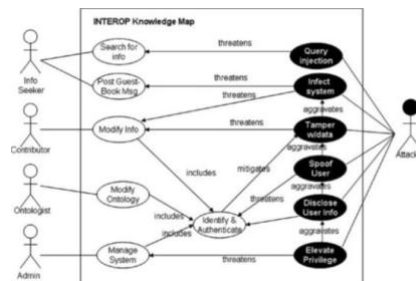 INTEROP Knowledge Map
Info
Seeker
Contributor
Ontologist
Admin
Search for
info
Post Guest-
Book Msg.
Modify Info
Modify
Ontology
Manage
System
Identify &
Authenticate
threatens
threatens
threatens
threatens
includes
mitigates
threatens
includes
includes
threatens
Query
injection
Infect
system
aggravates
Tamper
w/data
aggravates
Spoof
User
aggravates
Disclose
User Info
aggravates
Elevate
Privilege